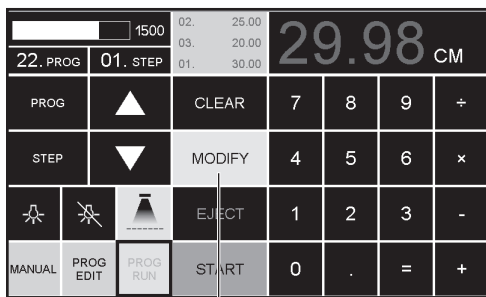 1500
22. PROG 01. STEP
02. 25.00
03. 20.00
01. 30.00
29.98 CM
PROG CLEAR 7 8 9 ÷
STEP MODIFY 4 5 6 ×
EJECT 1 2 3 -
MANUAL PROG EDIT PROG RUN START 0 . = +